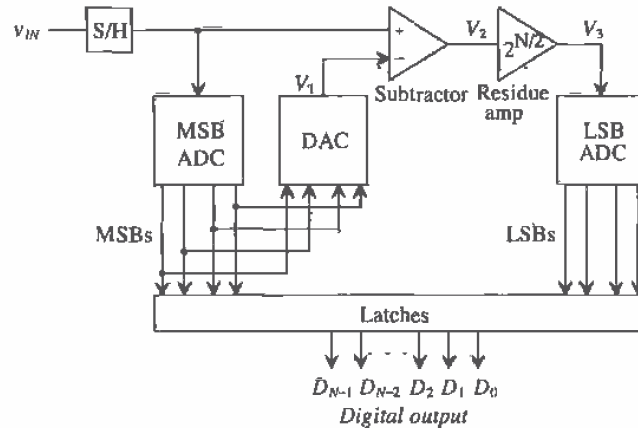 v_IN
S/H
+
−
V_2
2^N/2
V_3
V_1
Subtractor
Residue
amp
MSB
ADC
DAC
LSB
ADC
MSBs
LSBs
Latches
D_N−1 D_N−2 D_2 D_1 D_0
Digital output